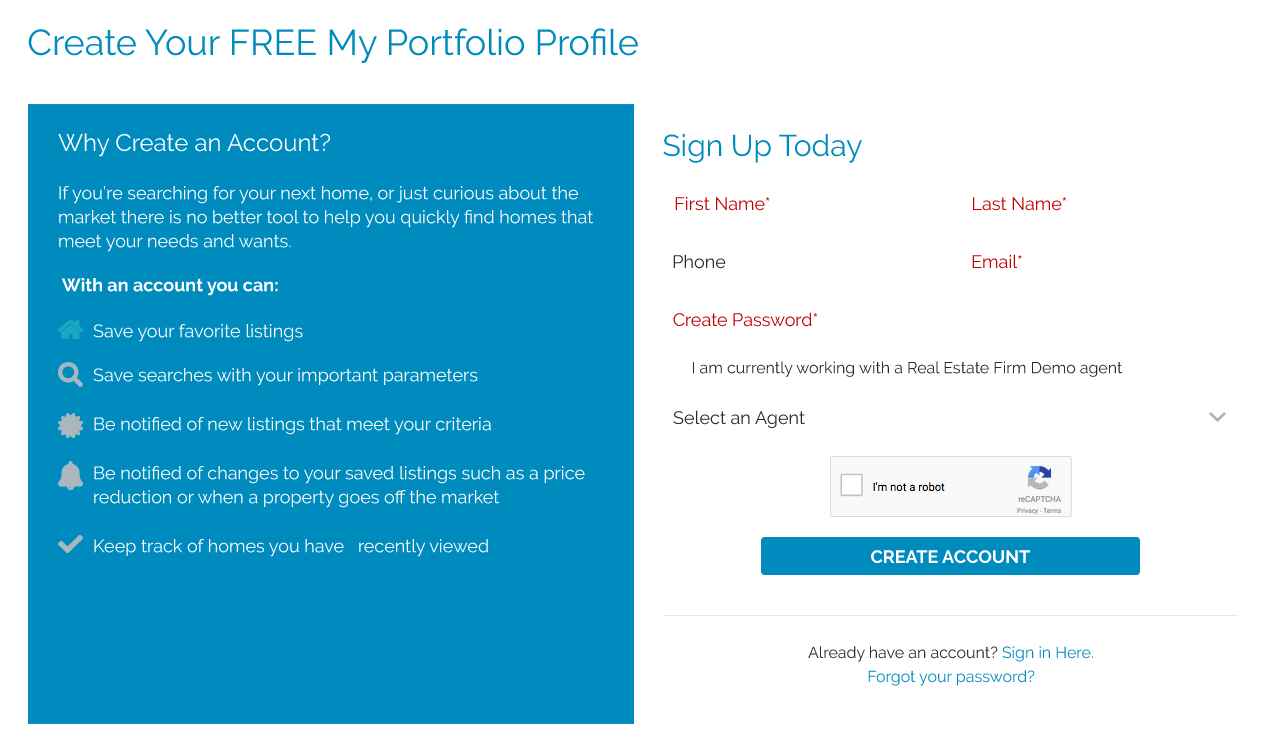 Create Your FREE My Portfolio Profile
Why Create an Account?
If you're searching for your next home, or just curious about the
market there is no better tool to help you quickly find homes that
meet your needs and wants.
With an account you can:
Save your favorite listings
Save searches with your important parameters
Be notified of new listings that meet your criteria
Be notified of changes to your saved listings such as a price
reduction or when a property goes off the market
Keep track of homes you have recently viewed
Sign Up Today
First Name*
Last Name*
Phone
Email*
Create Password*
I am currently working with a Real Estate Firm Demo agent
Select an Agent
I'm not a robot
reCAPTCHA
Privacy - Terms
CREATE ACCOUNT
Already have an account? Sign in Here.
Forgot your password?